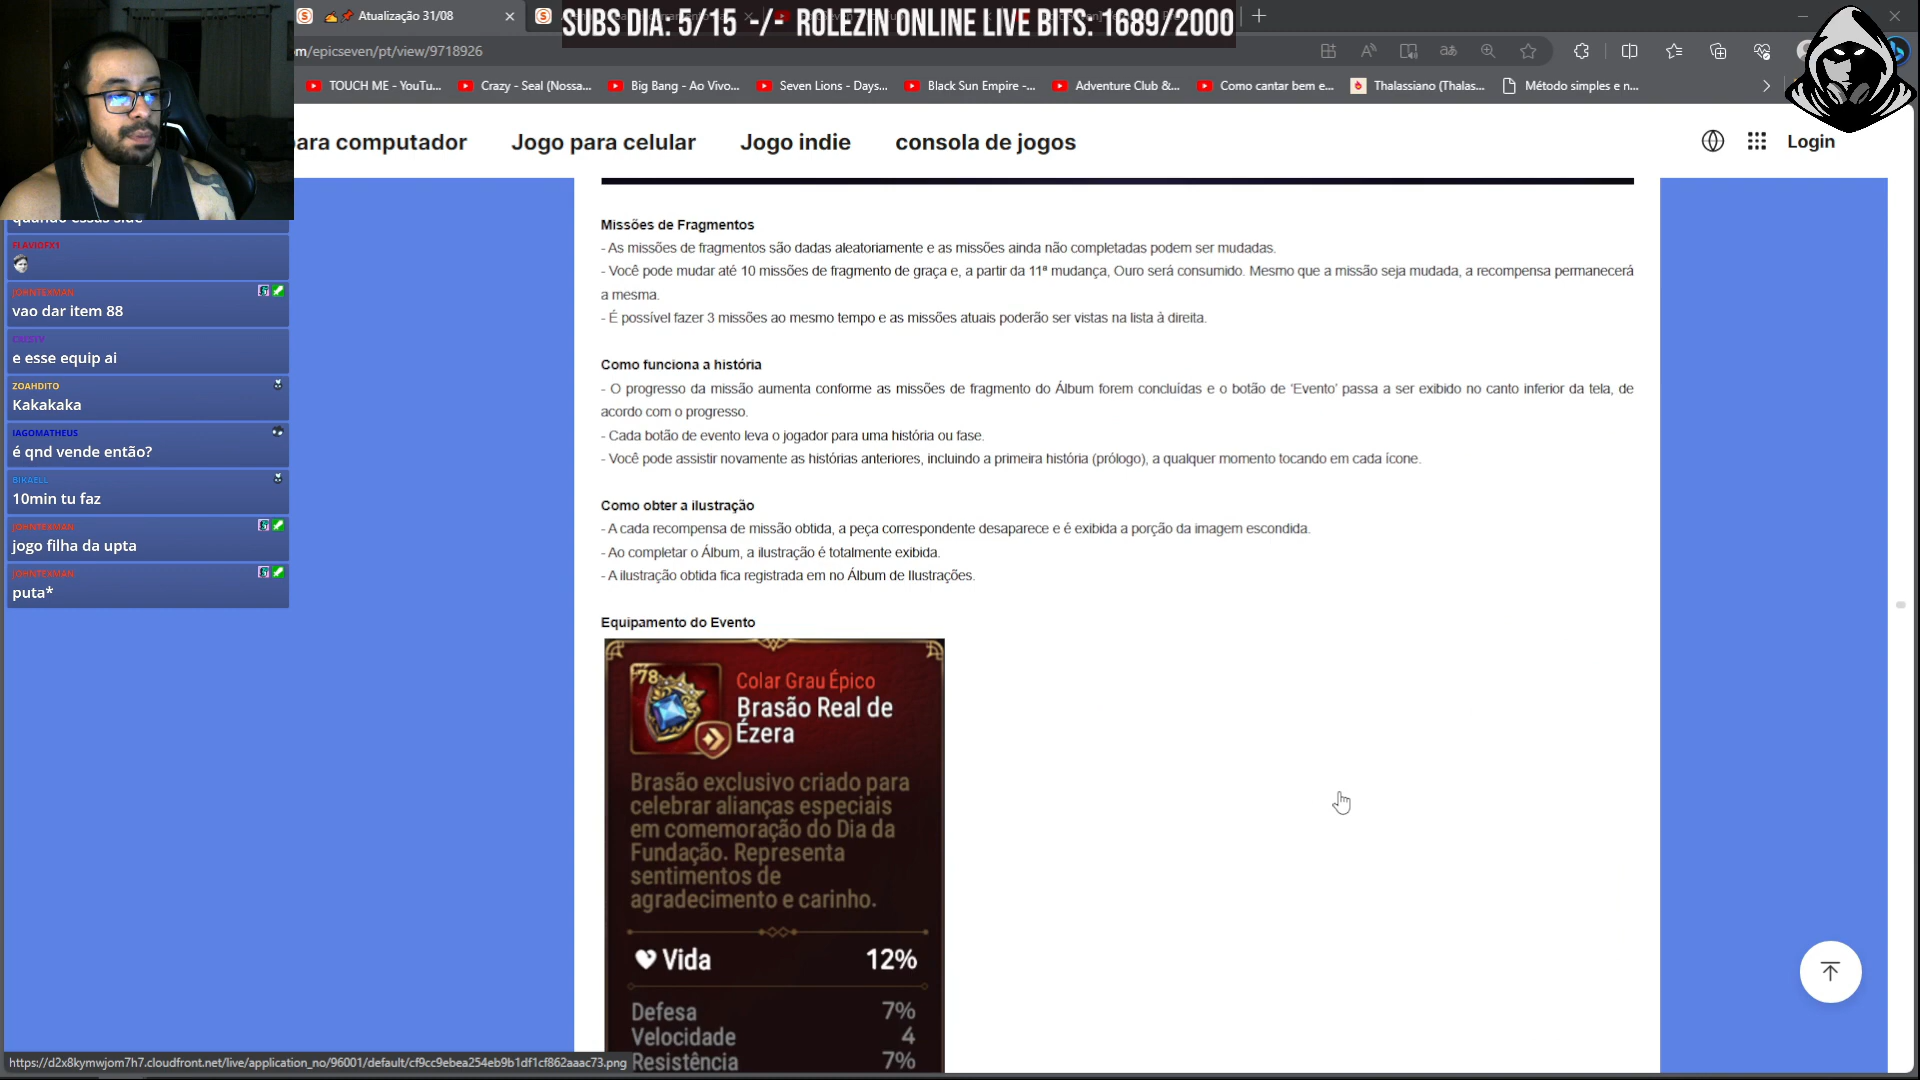 Atualização 31/08
SUBS DIA: 5/15 -/- ROLEZIN ONLINE LIVE BITS: 1689/2000
m/epicseven/pt/view/9718926
TOUCH ME - YouTu...
Crazy - Seal (Nossa...
Big Bang - Ao Vivo...
Seven Lions - Days...
Black Sun Empire -...
Adventure Club &...
Como cantar bem e...
Thalassiano (Thalas...
Método simples e n...
ara computador
Jogo para celular
Jogo indie
consola de jogos
Login
FLAVIOFX1
JOHNTEXMAN
vao dar item 88
e esse equip ai
ZOAHDITO
Kakakaka
IAGOMATHEUS
é qnd vende então?
BIKAELL
10min tu faz
JOHNTEXMAN
jogo filha da upta
JOHNTEXMAN
puta*
Missões de Fragmentos
- As missões de fragmentos são dadas aleatoriamente e as missões ainda não completadas podem ser mudadas.
- Você pode mudar até 10 missões de fragmento de graça e, a partir da 11ª mudança, Ouro será consumido. Mesmo que a missão seja mudada, a recompensa permanecerá
a mesma.
- É possível fazer 3 missões ao mesmo tempo e as missões atuais poderão ser vistas na lista à direita.
Como funciona a história
- O progresso da missão aumenta conforme as missões de fragmento do Álbum forem concluídas e o botão de 'Evento' passa a ser exibido no canto inferior da tela, de
acordo com o progresso.
- Cada botão de evento leva o jogador para uma história ou fase.
- Você pode assistir novamente as histórias anteriores, incluindo a primeira história (prólogo), a qualquer momento tocando em cada ícone.
Como obter a ilustração
- A cada recompensa de missão obtida, a peça correspondente desaparece e é exibida a porção da imagem escondida.
- Ao completar o Álbum, a ilustração é totalmente exibida.
- A ilustração obtida fica registrada em no Álbum de Ilustrações.
Equipamento do Evento
78
Colar Grau Épico
Brasão Real de
Ézera
Brasão exclusivo criado para
celebrar alianças especiais
em comemoração do Dia da
Fundação. Representa
sentimentos de
agradecimento e carinho.
Vida 12%
Defesa 7%
Velocidade 4
Resistência 7%
https://d2x8kymwjom7h7.cloudfront.net/live/application_no/96001/default/cf9cc9ebea254eb9b1df1cf862aaac73.png